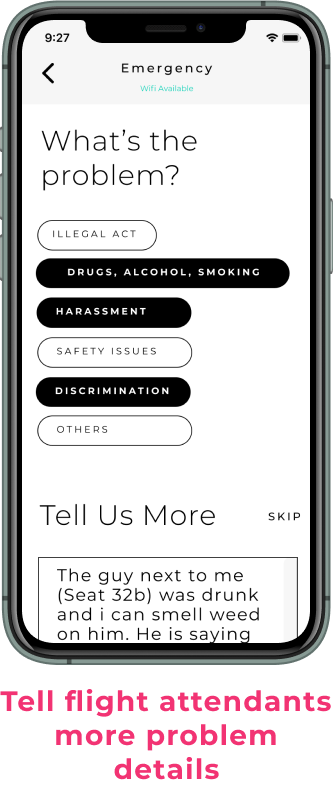 9:27
Emergency
Wifi Available
What's the
problem?
ILLEGAL ACT
DRUGS, ALCOHOL, SMOKING
HARASSMENT
SAFETY ISSUES
DISCRIMINATION
OTHERS
Tell Us More
SKIP
The guy next to me
(Seat 32b) was drunk
and i can smell weed
on him. He is saying
Tell flight attendants
more problem
details